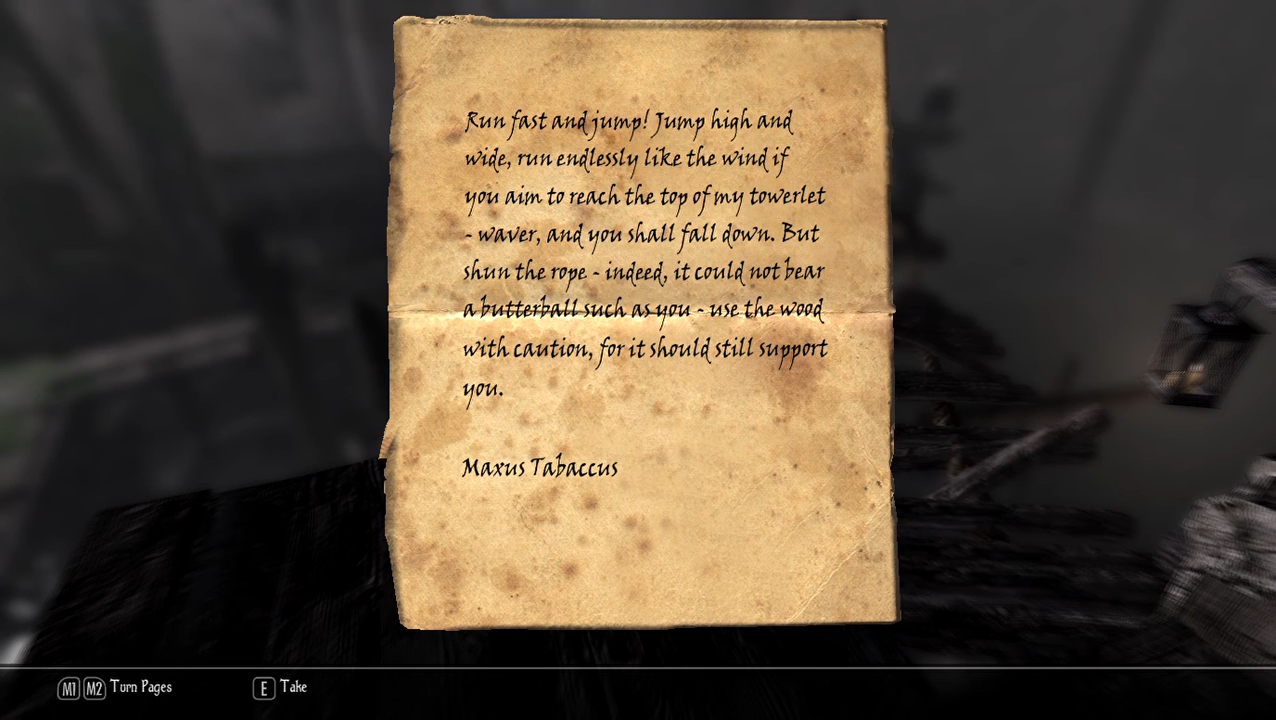 Run fast and jump! Jump high and
wide, run endlessly like the wind if
you aim to reach the top of my towerlet
- waver, and you shall fall down. But
shun the rope - indeed, it could not bear
a butterball such as you - use the wood
with caution, for it should still support
you.
Maxus Tabaccus
M1 M2 Turn Pages
E Take